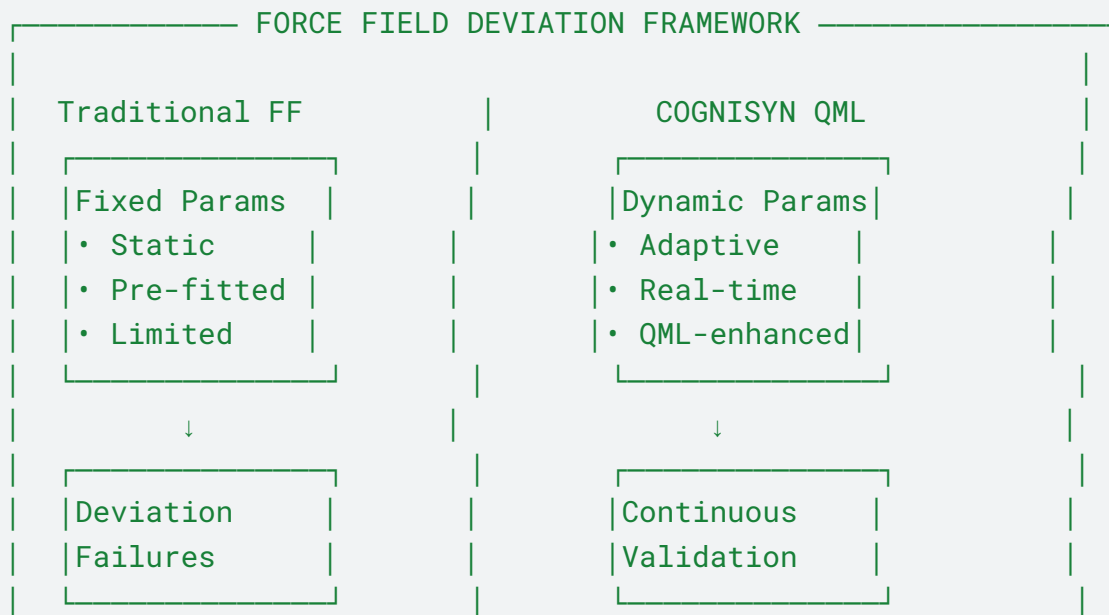 FORCE FIELD DEVIATION FRAMEWORK
Traditional FF COGNISYN QML
Fixed Params Dynamic Params
• Static • Adaptive
• Pre-fitted • Real-time
• Limited • QML-enhanced
↓ ↓
Deviation Continuous
Failures Validation